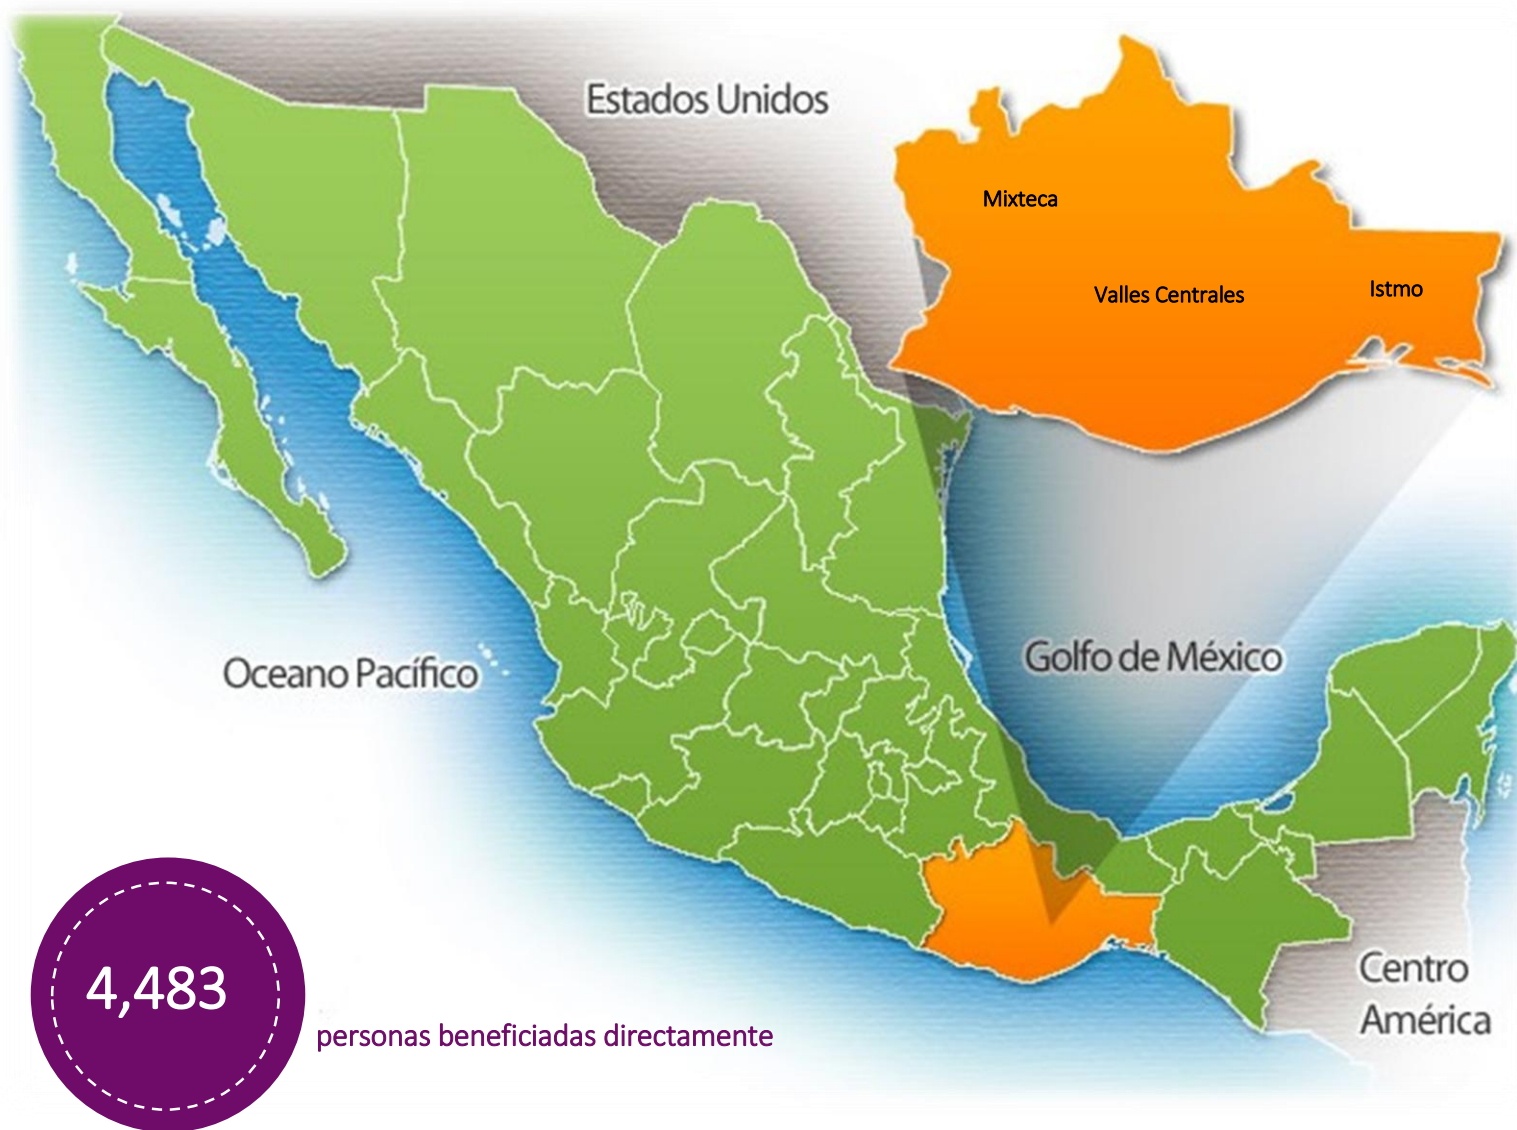 Estados Unidos
Mixteca
Valles Centrales
Istmo
Oceano Pacífico
Golfo de México
4,483
personas beneficiadas directamente
Centro
América